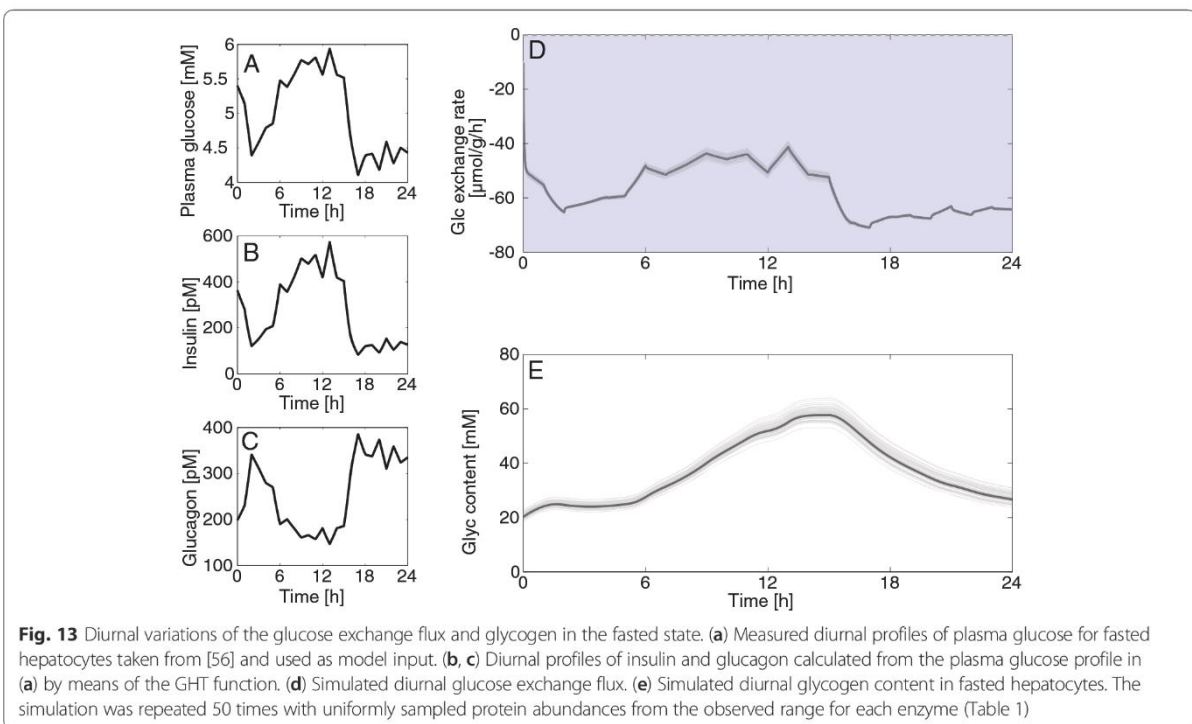 A
Plasma glucose [mM]
6
5.5
5
4.5
4
0 6 12 18 24
Time [h]
B
Insulin [pM]
600
400
200
0
0 6 12 18 24
Time [h]
C
Glucagon [pM]
400
300
200
100
0 6 12 18 24
Time [h]
D
Glc exchange rate
[µmol/g/h]
0
-20
-40
-60
-80
0 6 12 18 24
Time [h]
E
Glyc content [mM]
80
60
40
20
0
0 6 12 18 24
Time [h]
Fig. 13 Diurnal variations of the glucose exchange flux and glycogen in the fasted state. (a) Measured diurnal profiles of plasma glucose for fasted
hepatocytes taken from [56] and used as model input. (b, c) Diurnal profiles of insulin and glucagon calculated from the plasma glucose profile in
(a) by means of the GHT function. (d) Simulated diurnal glucose exchange flux. (e) Simulated diurnal glycogen content in fasted hepatocytes. The
simulation was repeated 50 times with uniformly sampled protein abundances from the observed range for each enzyme (Table 1)